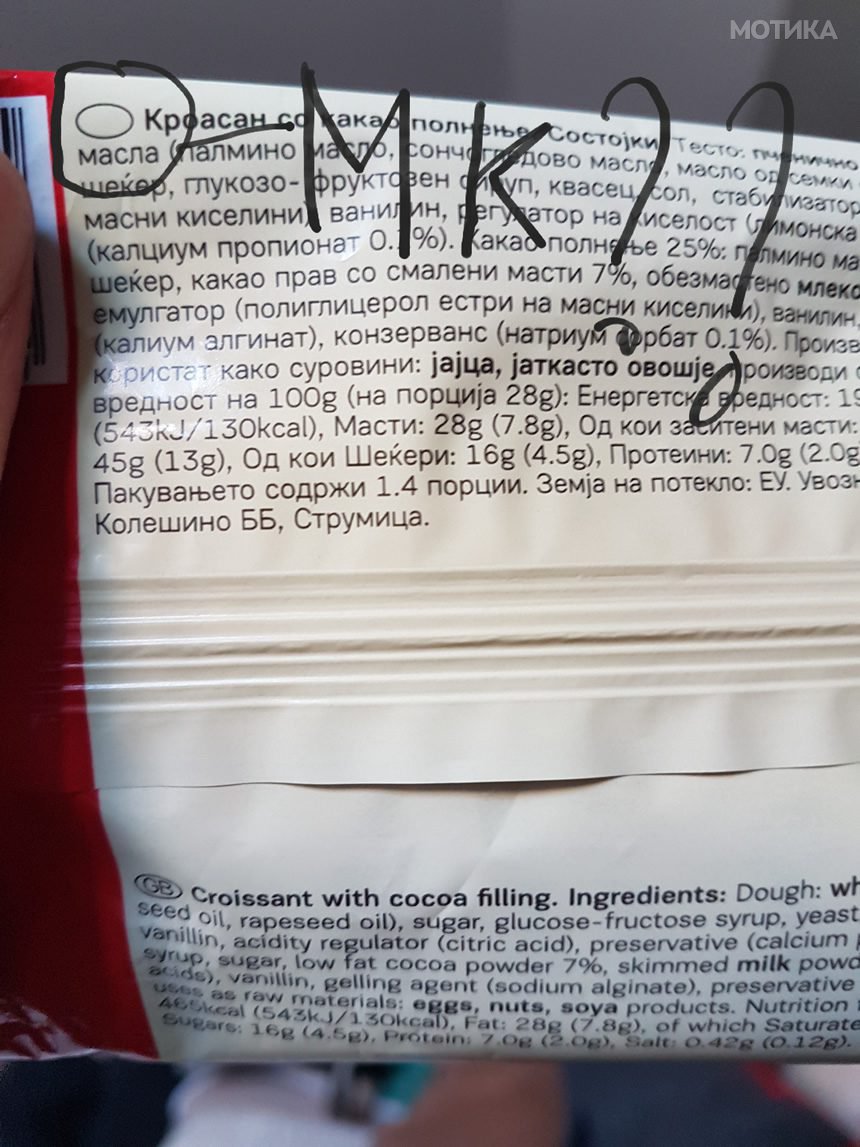 МОТИКА
-МК??
Кроасан со какао полнење. Состојки: Тесто: пченично
масла (палмино масло, сончогледово масло, масло од семки
шеќер, глукозо-фруктозен сируп, квасец, сол, стабилизатор
масни киселини) ванилин, регулатор на киселост (лимонска
(калциум пропионат 0. %). Какао полнење 25%: палмино ма
шеќер, какао прав со смалени масти 7%, обезмастено млеко
емулгатор (полиглицерол естри на масни киселини), ванилин,
(калиум алгинат), конзерванс (натриум сорбат 0.1%). Произв
користат како суровини: јајца, јаткасто овошје, производи
вредност на 100g (на порција 28g): Енергетска вредност: 19
(543kJ/130kcal), Масти: 28g (7.8g), Од кои заситени масти:
45g (13g), Од кои Шеќери: 16g (4.5g), Протеини: 7.0g (2.0g
Пакувањето содржи 1.4 порции. Земја на потекло: ЕУ. Увозн
Колешино ББ, Струмица.
GB Croissant with cocoa filling. Ingredients: Dough: wh
seed oil, rapeseed oil), sugar, glucose-fructose syrup, yeast
vanillin, acidity regulator (citric acid), preservative (calcium p
syrup, sugar, low fat cocoa powder 7%, skimmed milk powd
acids), vanillin, gelling agent (sodium alginate), preservative
uses as raw materials: eggs, nuts, soya products. Nutrition
465kcal (543kJ/130kcal), Fat: 28g (7.8g), of which Saturate
Sugars: 16g (4.5g), Protein: 7.0g (2.0g), Salt: 0.42g (0.12g).